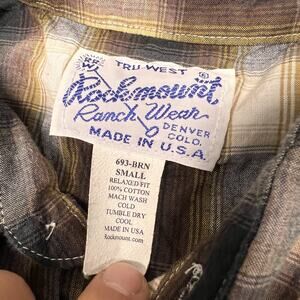 TRU-WEST
Rockmount
Ranch Wear
DENVER
COLO.
MADE IN U.S.A.
693-BRN
SMALL
RELAXED FIT
100% COTTON
MACH WASH
COLD
TUMBLE DRY
COOL
MADE IN USA
Rockmount.com